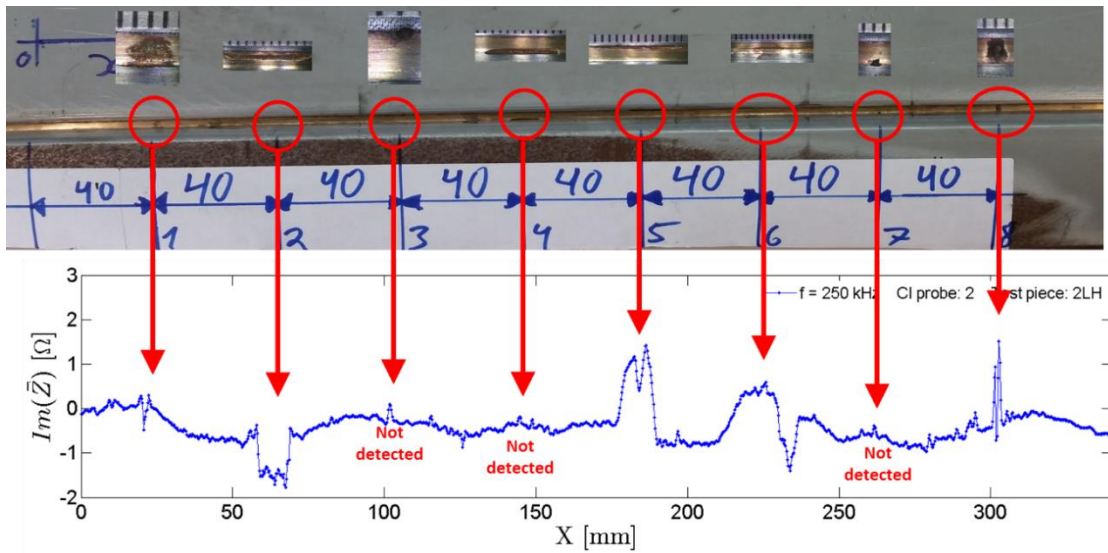 40 40 40 40 40 40 40 40
1 2 3 4 5 6 7 8
f = 250 kHz CI probe: 2 Test piece: 2LH
Im(Z̄) [Ω]
3
2
1
0
-1
-2
Not
detected
Not
detected
Not
detected
0 50 100 150 200 250 300
X [mm]